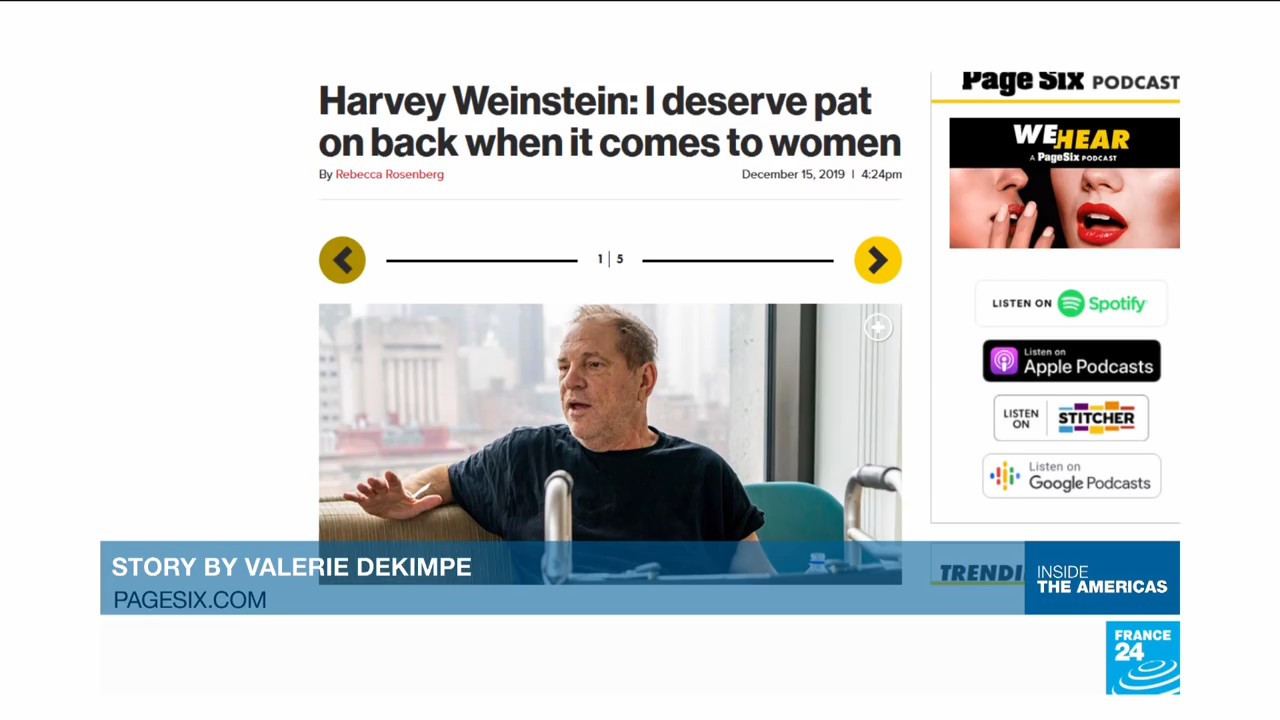 Page Six PODCAST
Harvey Weinstein: I deserve pat
on back when it comes to women
By Rebecca Rosenberg
December 15, 2019 | 4:24pm
1 | 5
WE HEAR
A PageSix PODCAST
LISTEN ON Spotify
Listen on
Apple Podcasts
LISTEN
ON
STITCHER
Listen on
Google Podcasts
STORY BY VALERIE DEKIMPE
PAGESIX.COM
TRENDI
INSIDE
THE AMERICAS
FRANCE
24